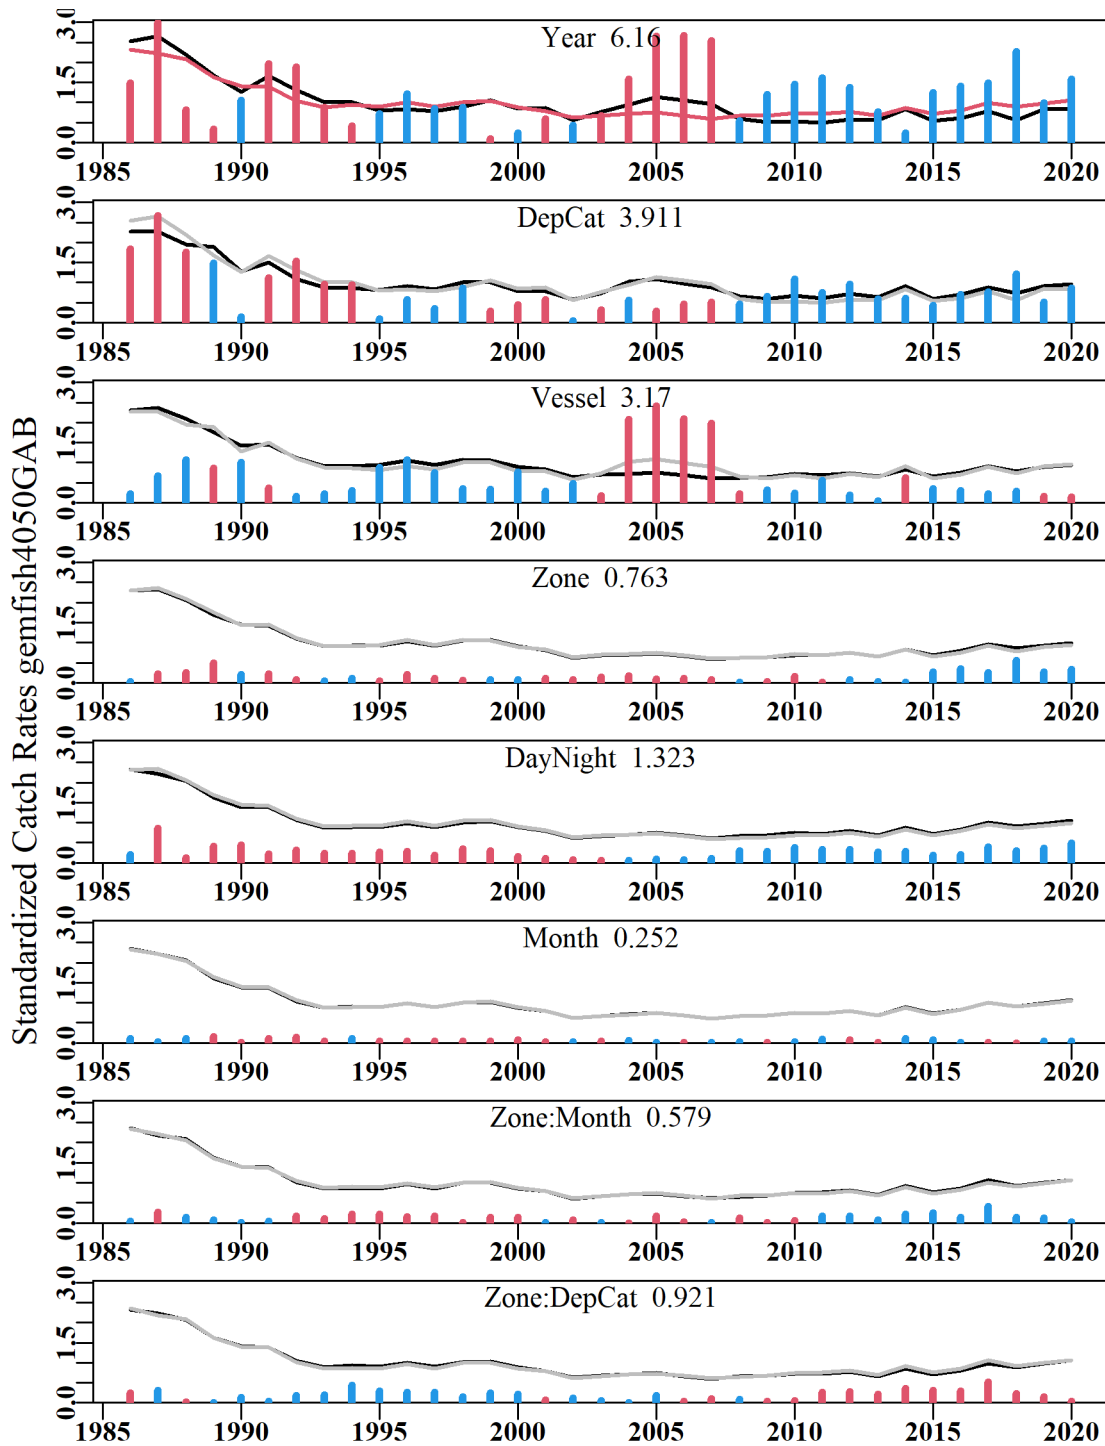 Standardized Catch Rates gemfish4050GAB
Year 6.16
0.0 1.5 3.0
1985 1990 1995 2000 2005 2010 2015 2020
DepCat 3.911
0.0 1.5 3.0
1985 1990 1995 2000 2005 2010 2015 2020
Vessel 3.17
0.0 1.5 3.0
1985 1990 1995 2000 2005 2010 2015 2020
Zone 0.763
0.0 1.5 3.0
1985 1990 1995 2000 2005 2010 2015 2020
DayNight 1.323
0.0 1.5 3.0
1985 1990 1995 2000 2005 2010 2015 2020
Month 0.252
0.0 1.5 3.0
1985 1990 1995 2000 2005 2010 2015 2020
Zone:Month 0.579
0.0 1.5 3.0
1985 1990 1995 2000 2005 2010 2015 2020
Zone:DepCat 0.921
0.0 1.5 3.0
1985 1990 1995 2000 2005 2010 2015 2020